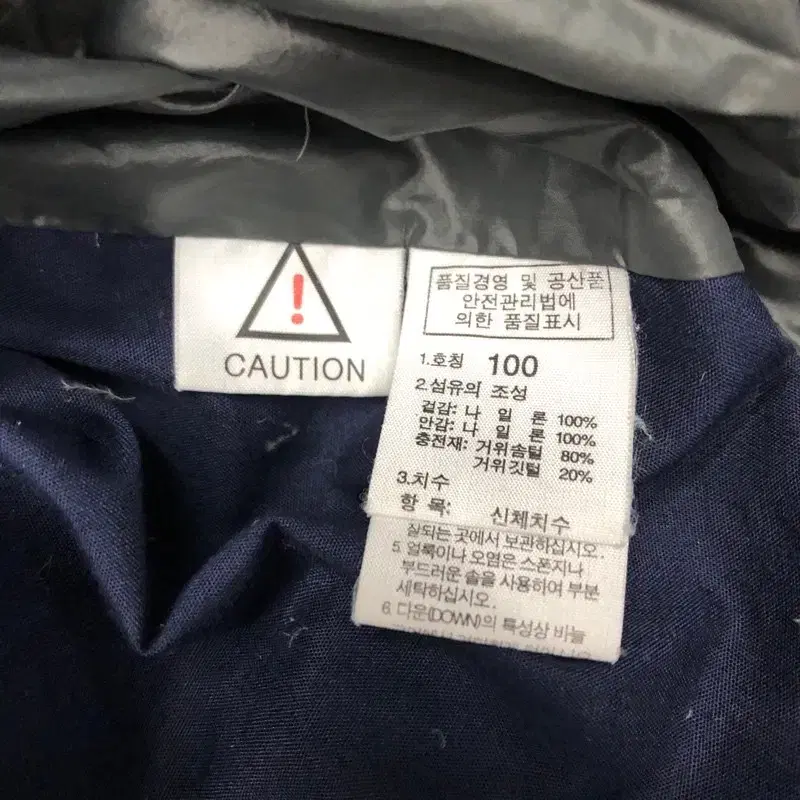 CAUTION
품질경영 및 공산품
안전관리법에
의한 품질표시
1.호칭 100
2.섬유의 조성
겉감: 나 일 론 100%
안감: 나 일 론 100%
충전재: 거위솜털 80%
거위깃털 20%
3.치수
항 목: 신체치수
잘되는 곳에서 보관하십시오.
5. 얼룩이나 오염은 스폰지나
부드러운 솔을 사용하여 부분
세탁하십시오.
6. 다운(DOWN)의 특성상 바늘